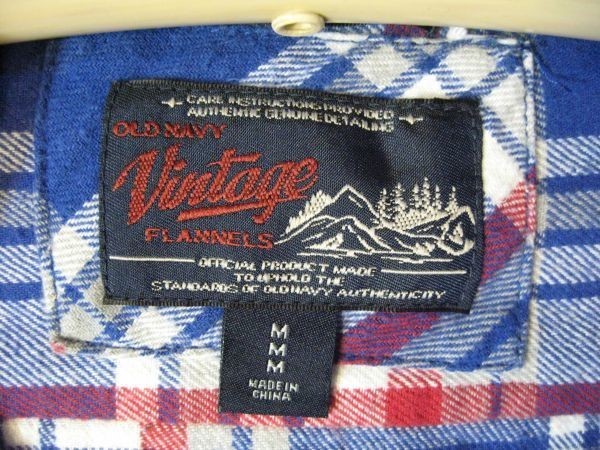 CARE INSTRUCTIONS PROVIDED
AUTHENTIC GENUINE DETAILING
OLD NAVY
Vintage
FLANNELS
OFFICIAL PRODUCT MADE
TO UPHOLD THE
STANDARDS OF OLD NAVY AUTHENTICITY
M
M
M
MADE IN
CHINA